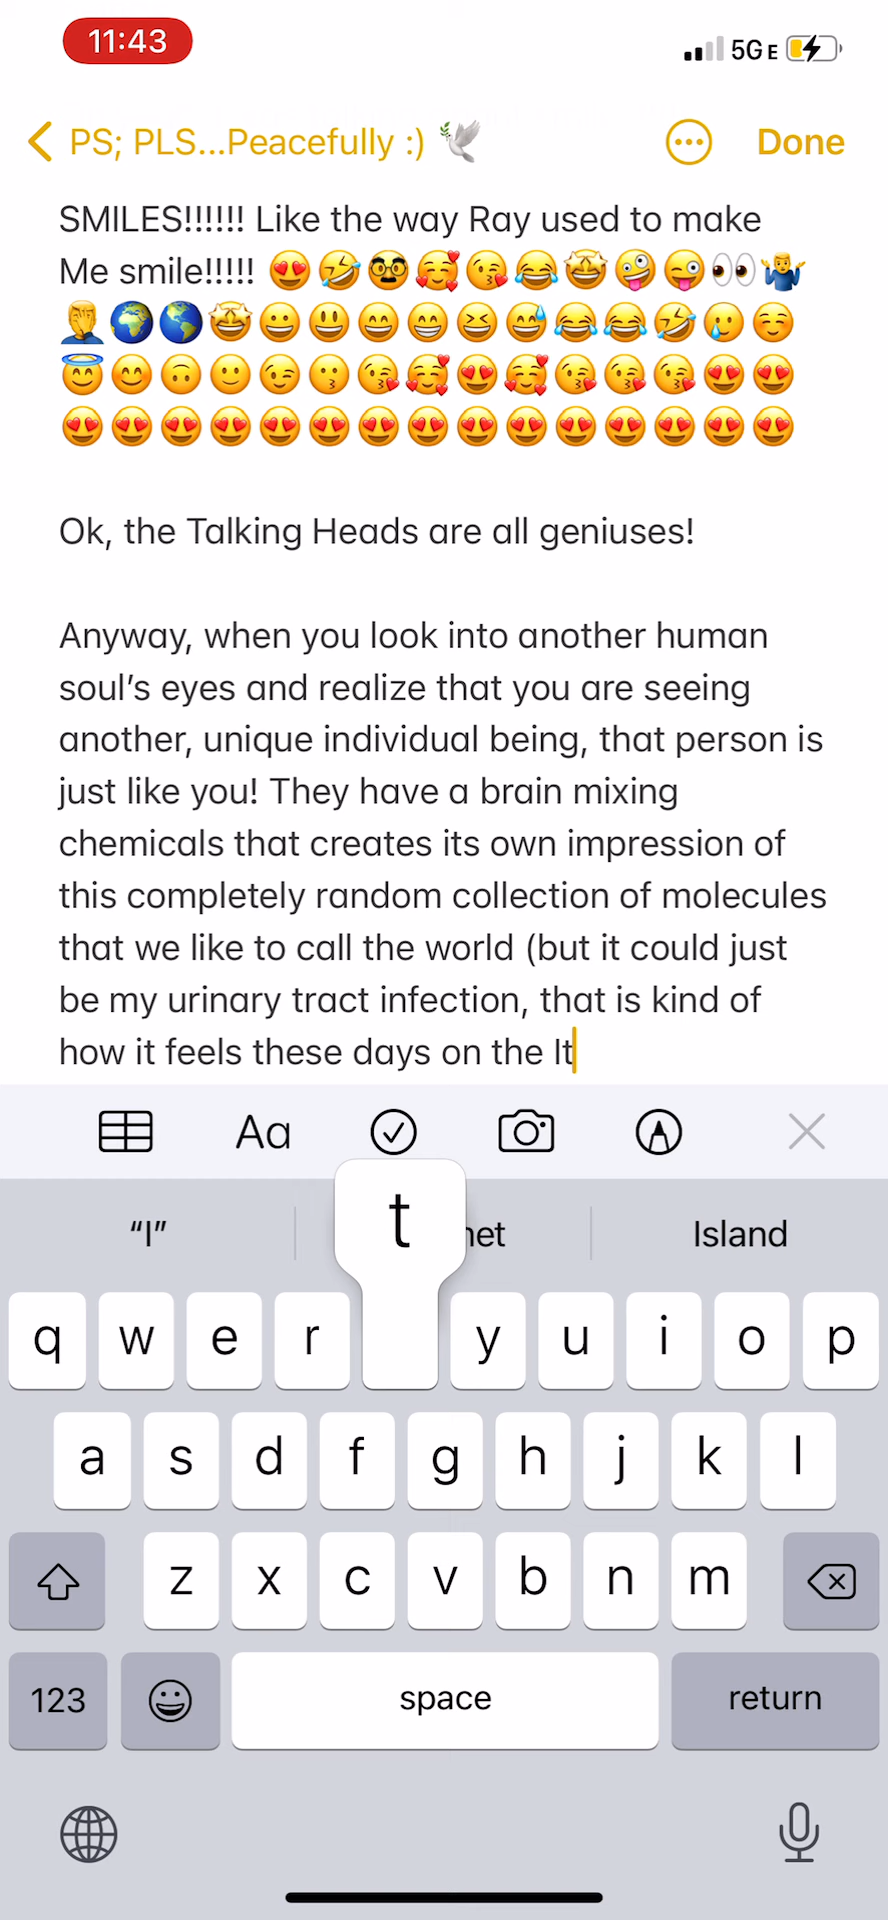 11:43
5GE
PS; PLS...Peacefully :) 🕊️
Done
SMILES!!!!!! Like the way Ray used to make
Me smile!!!!! 😍🤣🥸🥰😘😂🤩🤪😜👀🤷‍♂️
🤦‍♂️🌍🌎🤩😀😃😄😁😆😅😂😂🤣🥲☺️
😇😊🙃🙂😉😗😘🥰😍🥰😘😘😘😍😍
😍😍😍😍😍😍😍😍😍😍😍😍😍😍😍
Ok, the Talking Heads are all geniuses!
Anyway, when you look into another human
soul’s eyes and realize that you are seeing
another, unique individual being, that person is
just like you! They have a brain mixing
chemicals that creates its own impression of
this completely random collection of molecules
that we like to call the world (but it could just
be my urinary tract infection, that is kind of
how it feels these days on the It
Aa
“I”
net
Island
t
q w e r y u i o p
a s d f g h j k l
z x c v b n m
123
space
return